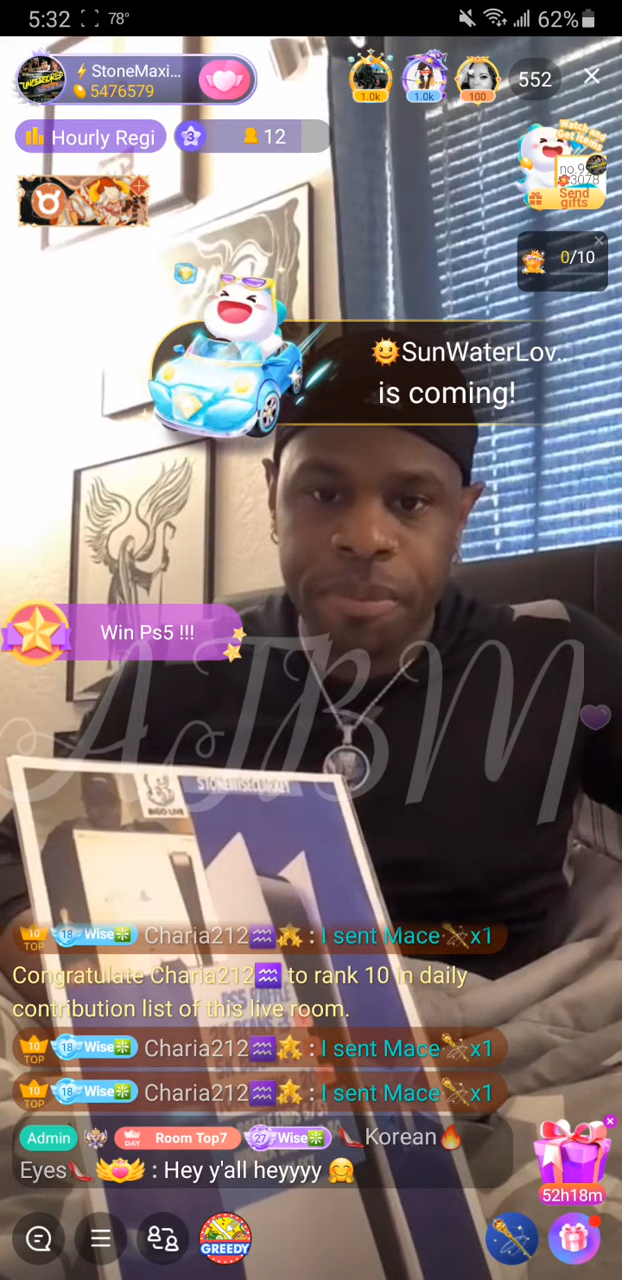 5:32 78° 62%
StoneMaxi...
5476579
1.0k 1.0k 100 552
Hourly Regi 3 12
Watch and
Get items
Send
gifts
0/10
SunWaterLov..
is coming!
Win Ps5 !!!
AJBM
BIGO LIVE
10 TOP 18 Wise Charia212♒⭐ : I sent Mace x1
Congratulate Charia212♒ to rank 10 in daily
contribution list of this live room.
10 TOP 18 Wise Charia212♒⭐ : I sent Mace x1
10 TOP 18 Wise Charia212♒⭐ : I sent Mace x1
Admin DAY Room Top7 27 Wise 👠Korean🔥
Eyes👠 : Hey y'all heyyyy 🤗
52h18m
GREEDY